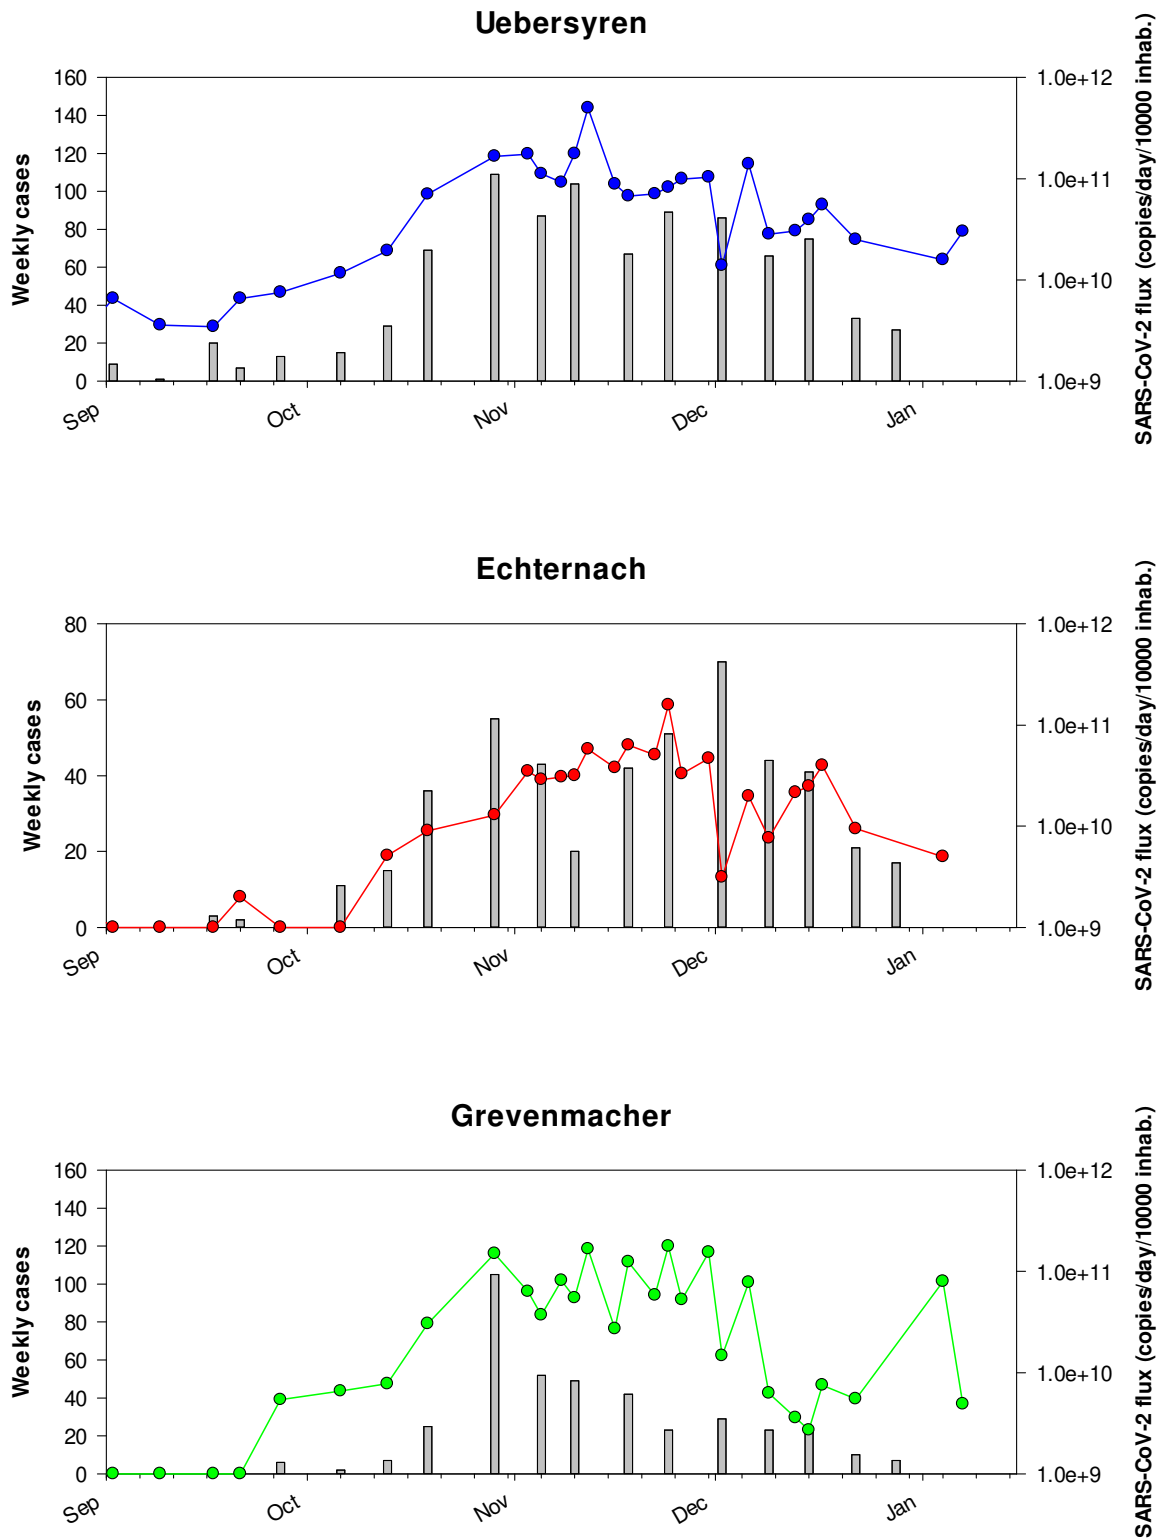 Uebersyren
Weekly cases
160
140
120
100
80
60
40
20
0
1.0e+12
1.0e+11
1.0e+10
1.0e+9
SARS-CoV-2 flux (copies/day/10000 inhab.)
Sep
Oct
Nov
Dec
Jan
Echternach
Weekly cases
80
60
40
20
0
1.0e+12
1.0e+11
1.0e+10
1.0e+9
SARS-CoV-2 flux (copies/day/10000 inhab.)
Sep
Oct
Nov
Dec
Jan
Grevenmacher
Weekly cases
160
140
120
100
80
60
40
20
0
1.0e+12
1.0e+11
1.0e+10
1.0e+9
SARS-CoV-2 flux (copies/day/10000 inhab.)
Sep
Oct
Nov
Dec
Jan